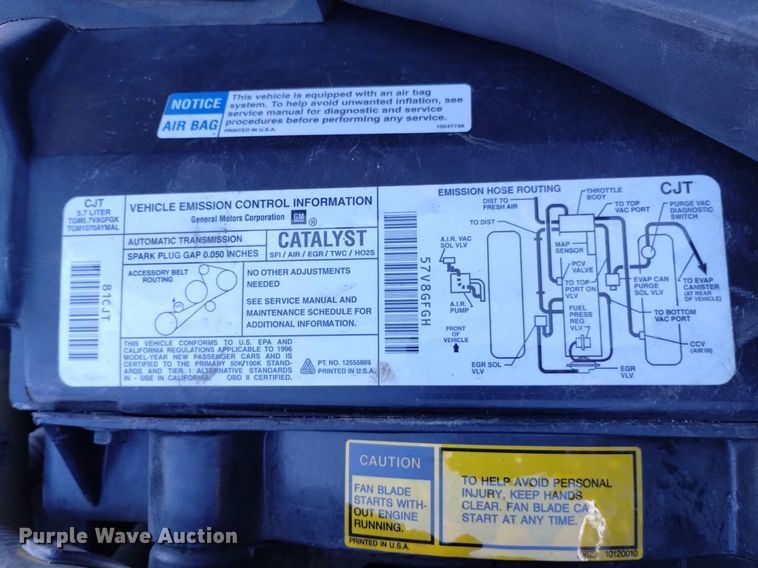 NOTICE
AIR BAG
This vehicle is equipped with an air bag
system. To help avoid unwanted inflation, see
service manual for diagnostic and service
procedures before performing any service.
PRINTED IN U.S.A. 10247736
CJT
5.7 LITER
TGM5.7V8GFGK
TGM1070AYMAL
81CJT
VEHICLE EMISSION CONTROL INFORMATION
General Motors Corporation GM ®
AUTOMATIC TRANSMISSION
SPARK PLUG GAP 0.050 INCHES
CATALYST
SFI / AIR / EGR / TWC / HO2S
ACCESSORY BELT
ROUTING
NO OTHER ADJUSTMENTS
NEEDED
SEE SERVICE MANUAL AND
MAINTENANCE SCHEDULE FOR
ADDITIONAL INFORMATION.
THIS VEHICLE CONFORMS TO U.S. EPA AND
CALIFORNIA REGULATIONS APPLICABLE TO 1996
MODEL-YEAR NEW PASSENGER CARS AND IS CERTIFIED
TO THE PRIMARY 50K/100K STAND-
ARDS AND TIER I ALTERNATIVE STANDARDS
IN - USE IN CALIFORNIA. OBD II CERTIFIED.
PT. NO. 12555869
PRINTED IN U.S.A.
57V8GFGH
EMISSION HOSE ROUTING
CJT
DIST TO
FRESH AIR
THROTTLE
BODY
TO TOP
VAC PORT
PURGE VAC
DIAGNOSTIC
SWITCH
TO DIST
A.I.R. VAC
SOL VLV
MAP
SENSOR
PCV
VALVE
TO TOP
PORT ON
VLV
EVAP CAN
PURGE
SOL VLV
TO EVAP
CANISTER
(AT REAR
OF VEHICLE)
A.I.R.
PUMP
FUEL
PRESS
REG
VLV
TO BOTTOM
VAC PORT
FRONT
OF
VEHICLE
EGR SOL
VLV
EGR
VLV
CCV
(AIR IN)
CAUTION
FAN BLADE
STARTS WITH-
OUT ENGINE
RUNNING.
PRINTED IN U.S.A.
TO HELP AVOID PERSONAL
INJURY, KEEP HANDS
CLEAR. FAN BLADE CA
START AT ANY TIME.
10120010
Purple Wave Auction